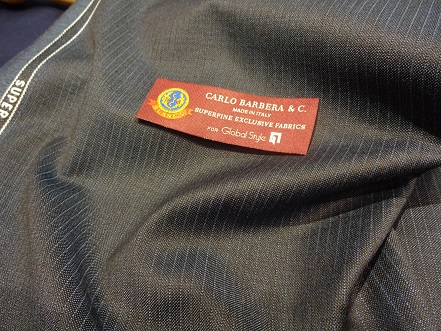 CARLO BARBERA & C.
MADE IN ITALY
SUPERFINE EXCLUSIVE FABRICS
FOR Global Style
SUPER